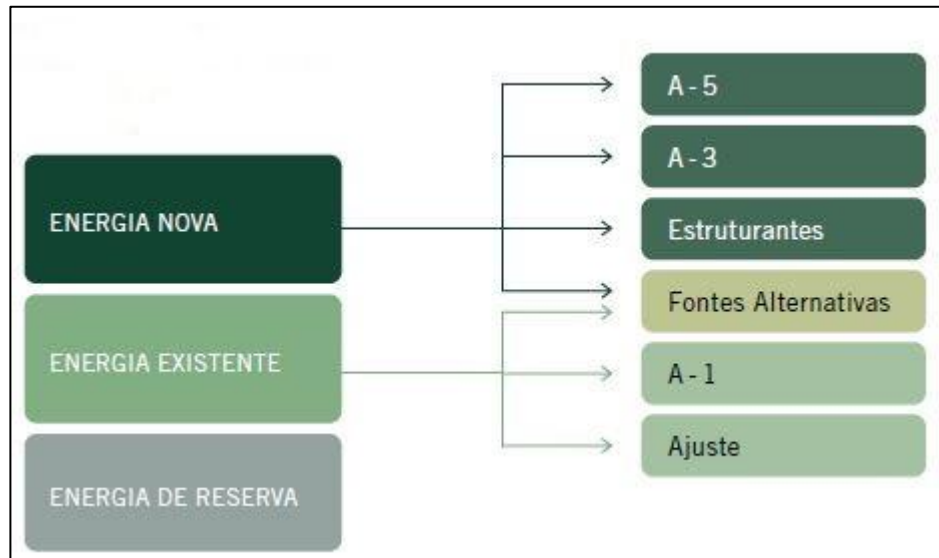 ENERGIA NOVA
ENERGIA EXISTENTE
ENERGIA DE RESERVA
A - 5
A - 3
Estruturantes
Fontes Alternativas
A - 1
Ajuste